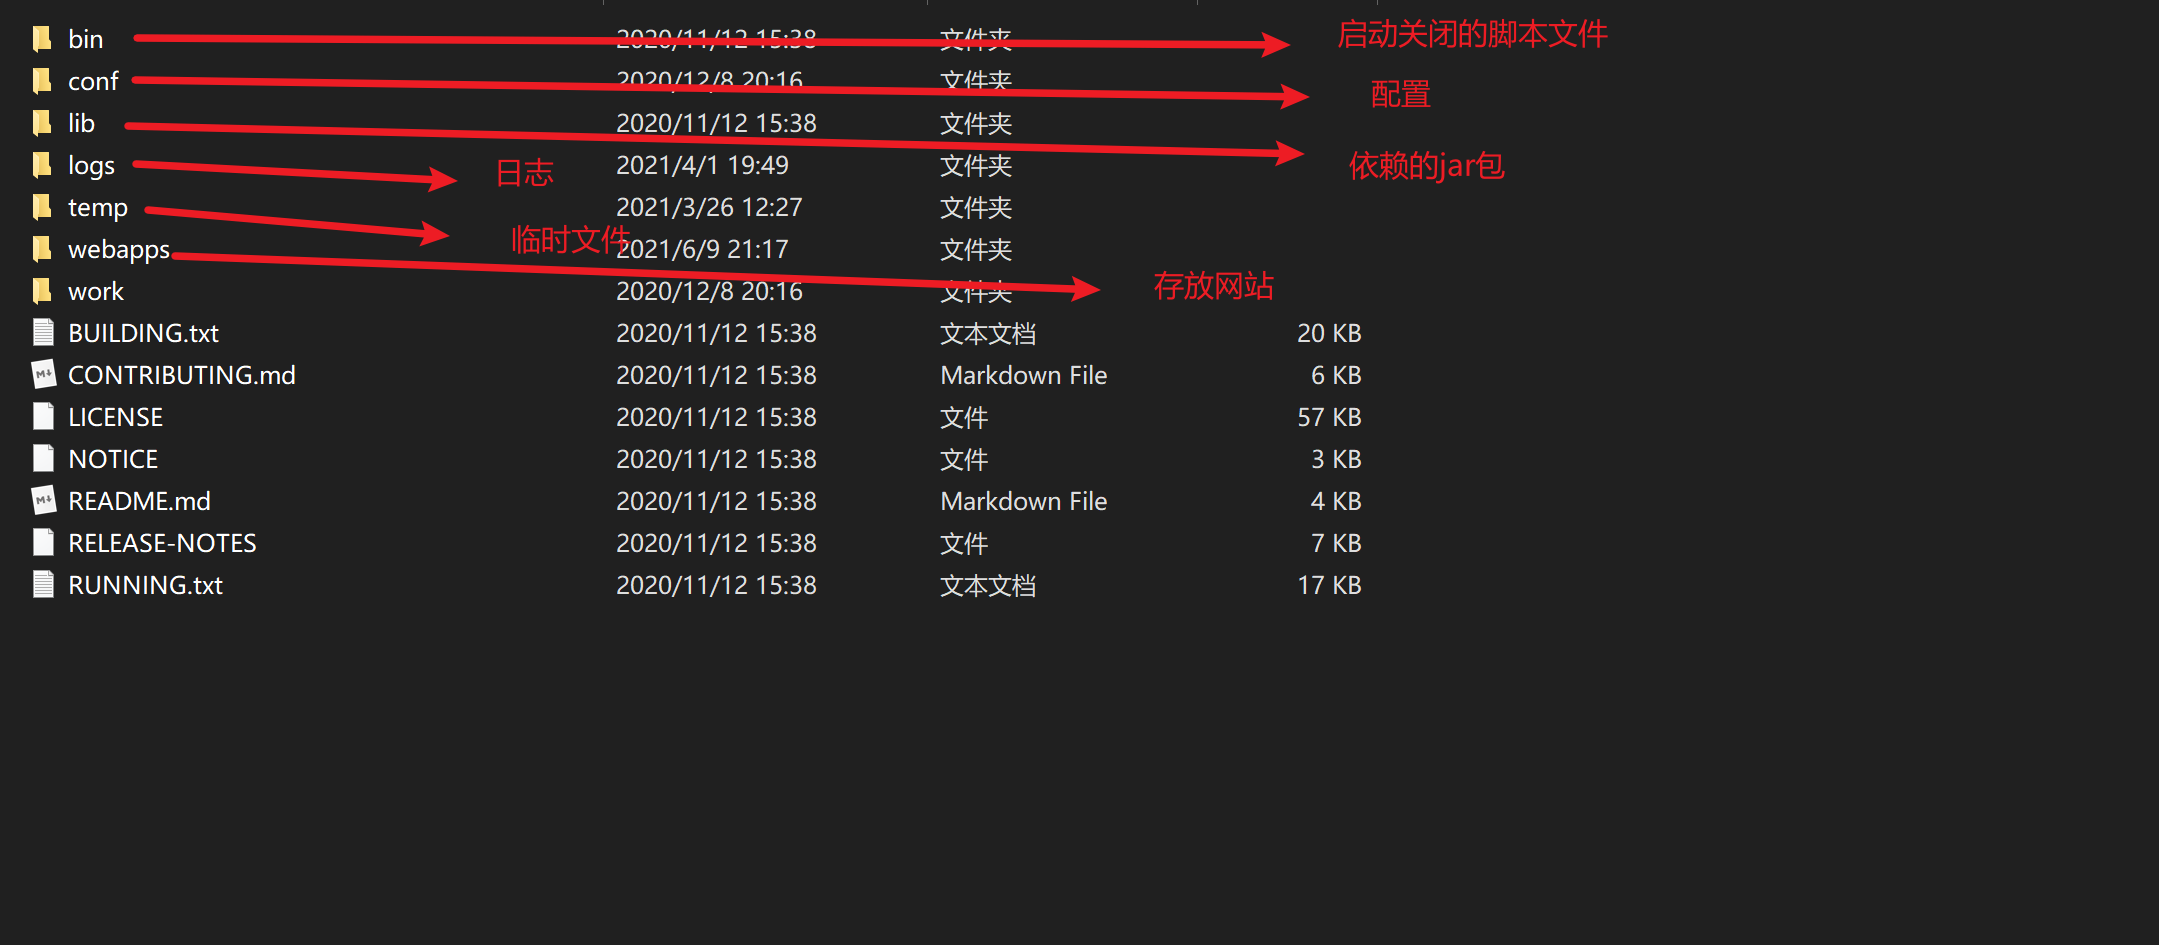 bin 2020/11/12 15:38 文件夹 启动关闭的脚本文件
conf 2020/12/8 20:16 文件夹 配置
lib 2020/11/12 15:38 文件夹 依赖的jar包
logs 日志 2021/4/1 19:49 文件夹
temp 临时文件 2021/3/26 12:27 文件夹
webapps 2021/6/9 21:17 文件夹 存放网站
work 2020/12/8 20:16 文件夹
BUILDING.txt 2020/11/12 15:38 文本文档 20 KB
CONTRIBUTING.md 2020/11/12 15:38 Markdown File 6 KB
LICENSE 2020/11/12 15:38 文件 57 KB
NOTICE 2020/11/12 15:38 文件 3 KB
README.md 2020/11/12 15:38 Markdown File 4 KB
RELEASE-NOTES 2020/11/12 15:38 文件 7 KB
RUNNING.txt 2020/11/12 15:38 文本文档 17 KB